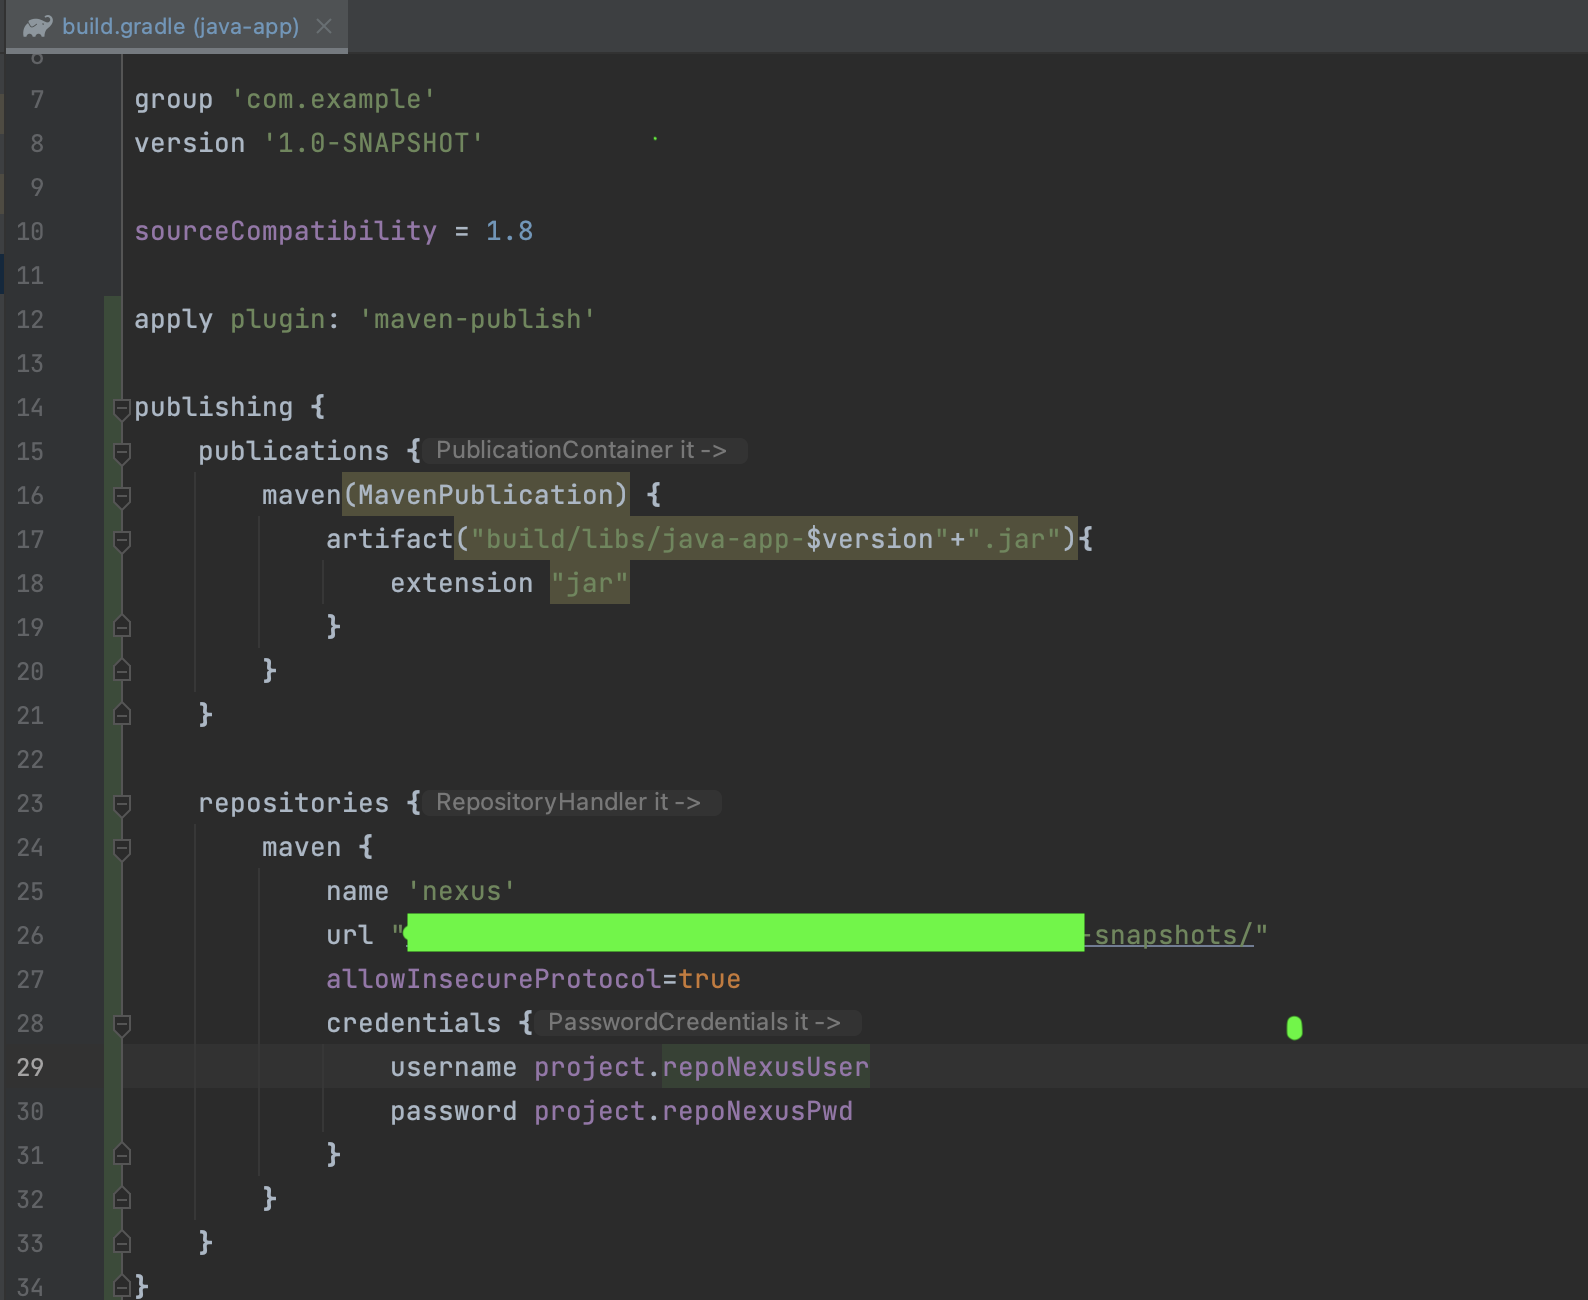 build.gradle (java-app)
6
7 group 'com.example'
8 version '1.0-SNAPSHOT'
9
10 sourceCompatibility = 1.8
11
12 apply plugin: 'maven-publish'
13
14 publishing {
15     publications { PublicationContainer it ->
16         maven(MavenPublication) {
17             artifact("build/libs/java-app-$version"+".jar"){
18                 extension "jar"
19             }
20         }
21     }
22
23     repositories { RepositoryHandler it ->
24         maven {
25             name 'nexus'
26             url "-snapshots/"
27             allowInsecureProtocol=true
28             credentials { PasswordCredentials it ->
29                 username project.repoNexusUser
30                 password project.repoNexusPwd
31             }
32         }
33     }
34 }